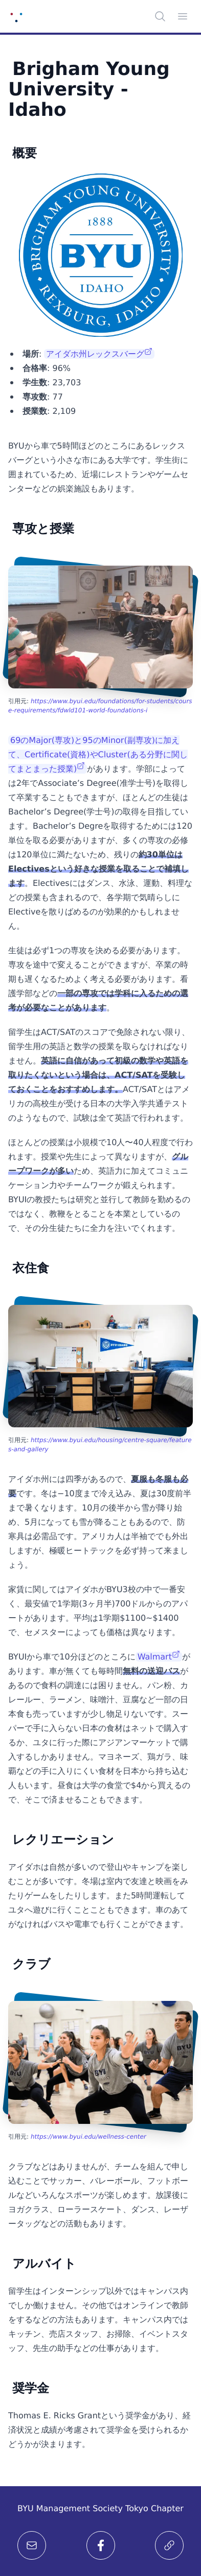 Brigham Young
University -
Idaho
概要
BRIGHAM YOUNG UNIVERSITY
1888
BYU
IDAHO
REXBURG, IDAHO
場所: アイダホ州レックスバーグ
合格率: 96%
学生数: 23,703
専攻数: 77
授業数: 2,109
BYUから車で5時間ほどのところにあるレックス
バーグという小さな市にある大学です。学生街に
囲まれているため、近場にレストランやゲームセ
ンターなどの娯楽施設もあります。
専攻と授業
引用元: https://www.byui.edu/foundations/for-students/cours
e-requirements/fdwld101-world-foundations-i
69のMajor(専攻)と95のMinor(副専攻)に加え
て、Certificate(資格)やCluster(ある分野に関し
てまとまった授業)があります。学部によって
は2年でAssociate’s Degree(准学士号)を取得し
て卒業することもできますが、ほとんどの生徒は
Bachelor’s Degree(学士号)の取得を目指してい
ます。Bachelor’s Degreを取得するためには120
単位を取る必要がありますが、多くの専攻の必修
は120単位に満たないため、残りの約30単位は
Electivesという好きな授業を取ることで補填しま
す。Electivesにはダンス、水泳、運動、料理な
どの授業も含まれるので、各学期で気晴らしに
Electiveを散りばめるのが効果的かもしれませ
ん。
生徒は必ず1つの専攻を決める必要があります。
専攻を途中で変えることができますが、卒業の時
期も遅くなるためよく考える必要があります。看
護学部などの一部の専攻では学科に入るための選
考が必要なことがあります。
留学生はACT/SATのスコアで免除されない限り、
留学生用の英語と数学の授業を取らなければなり
ません。英語に自信があって初級の数学や英語を
取りたくないという場合は、ACT/SATを受験し
ておくことをおすすめします。ACT/SATとはアメ
リカの高校生が受ける日本の大学入学共通テスト
のようなもので、試験は全て英語で行われます。
ほとんどの授業は小規模で10人〜40人程度で行わ
れます。授業や先生によって異なりますが、グル
ープワークが多いため、英語力に加えてコミュニ
ケーション力やチームワークが鍛えられます。
BYUIの教授たちは研究と並行して教師を勤めるの
ではなく、教鞭をとることを本業としているの
で、その分生徒たちに全力を注いでくれます。
衣住食
引用元: https://www.byui.edu/housing/centre-square/feature
s-and-gallery
アイダホ州には四季があるので、夏服も冬服も必
要です。冬は−10度まで冷え込み、夏は30度前半
まで暑くなります。10月の後半から雪が降り始
め、5月になっても雪が降ることもあるので、防
寒具は必需品です。アメリカ人は半袖ででも外出
しますが、極暖ヒートテックを必ず持って来まし
ょう。
家賃に関してはアイダホがBYU3校の中で一番安
く、最安値で1学期(3ヶ月半)700ドルからのアパ
ートがあります。平均は1学期$1100~$1400
で、セメスターによっても価格は異なります。
BYUIから車で10分ほどのところにWalmartが
あります。車が無くても毎時間無料の送迎バスが
あるので食料の調達には困りません。パン粉、カ
レールー、ラーメン、味噌汁、豆腐など一部の日
本食も売っていますが少し物足りないです。スー
パーで手に入らない日本の食材はネットで購入す
るか、ユタに行った際にアジアンマーケットで購
入するしかありません。マヨネーズ、鶏ガラ、味
覇などの手に入りにくい食材を日本から持ち込む
人もいます。昼食は大学の食堂で$4から買えるの
で、そこで済ませることもできます。
レクリエーション
アイダホは自然が多いので登山やキャンプを楽し
むことが多いです。冬場は室内で友達と映画をみ
たりゲームをしたりします。また5時間運転して
ユタへ遊びに行くことこともできます。車のあて
がなければバスや電車でも行くことができます。
クラブ
引用元: https://www.byui.edu/wellness-center
クラブなどはありませんが、チームを組んで申し
込むことでサッカー、バレーボール、フットボー
ルなどいろんなスポーツが楽しめます。放課後に
ヨガクラス、ローラースケート、ダンス、レーザ
ータッグなどの活動もあります。
アルバイト
留学生はインターンシップ以外ではキャンパス内
でしか働けません。その他ではオンラインで教師
をするなどの方法もあります。キャンパス内では
キッチン、売店スタッフ、お掃除、イベントスタ
ッフ、先生の助手などの仕事があります。
奨学金
Thomas E. Ricks Grantという奨学金があり、経
済状況と成績が考慮されて奨学金を受けられるか
どうかが決まります。
BYU Management Society Tokyo Chapter